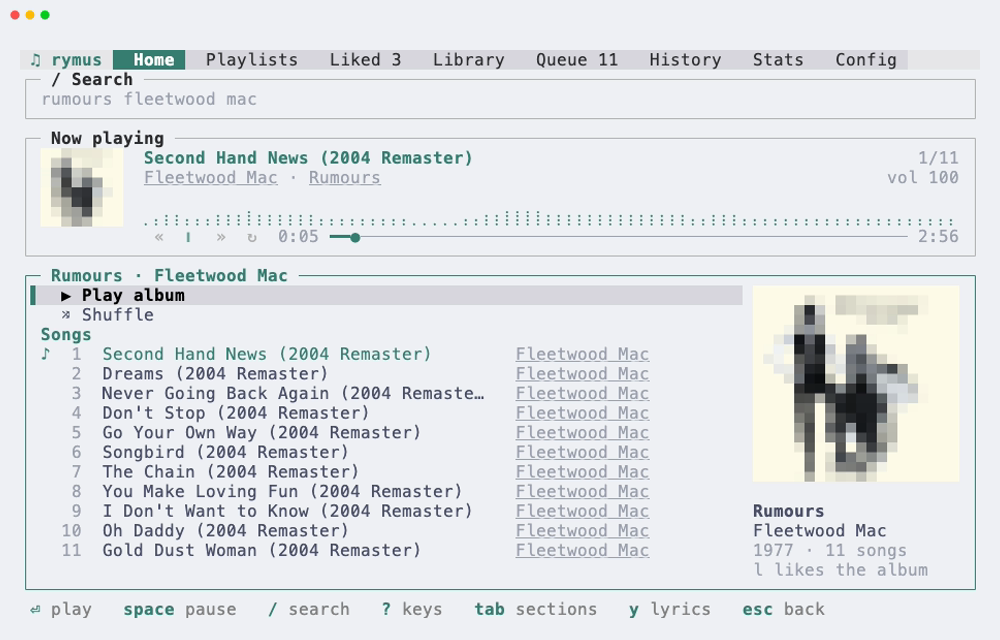 ♫ rymus Home Playlists Liked 3 Library Queue 11 History Stats Config
/ Search
rumours fleetwood mac
Now playing
Second Hand News (2004 Remaster) 1/11
Fleetwood Mac · Rumours vol 100
« ‖ » ↻ 0:05 2:56
Rumours · Fleetwood Mac
▶ Play album
⤮ Shuffle
Songs
♪ 1 Second Hand News (2004 Remaster) Fleetwood Mac
2 Dreams (2004 Remaster) Fleetwood Mac
3 Never Going Back Again (2004 Remaste… Fleetwood Mac
4 Don't Stop (2004 Remaster) Fleetwood Mac
5 Go Your Own Way (2004 Remaster) Fleetwood Mac
6 Songbird (2004 Remaster) Fleetwood Mac
7 The Chain (2004 Remaster) Fleetwood Mac
8 You Make Loving Fun (2004 Remaster) Fleetwood Mac
9 I Don't Want to Know (2004 Remaster) Fleetwood Mac
10 Oh Daddy (2004 Remaster) Fleetwood Mac
11 Gold Dust Woman (2004 Remaster) Fleetwood Mac
Rumours
Fleetwood Mac
1977 · 11 songs
l likes the album
⏎ play space pause / search ? keys tab sections y lyrics esc back